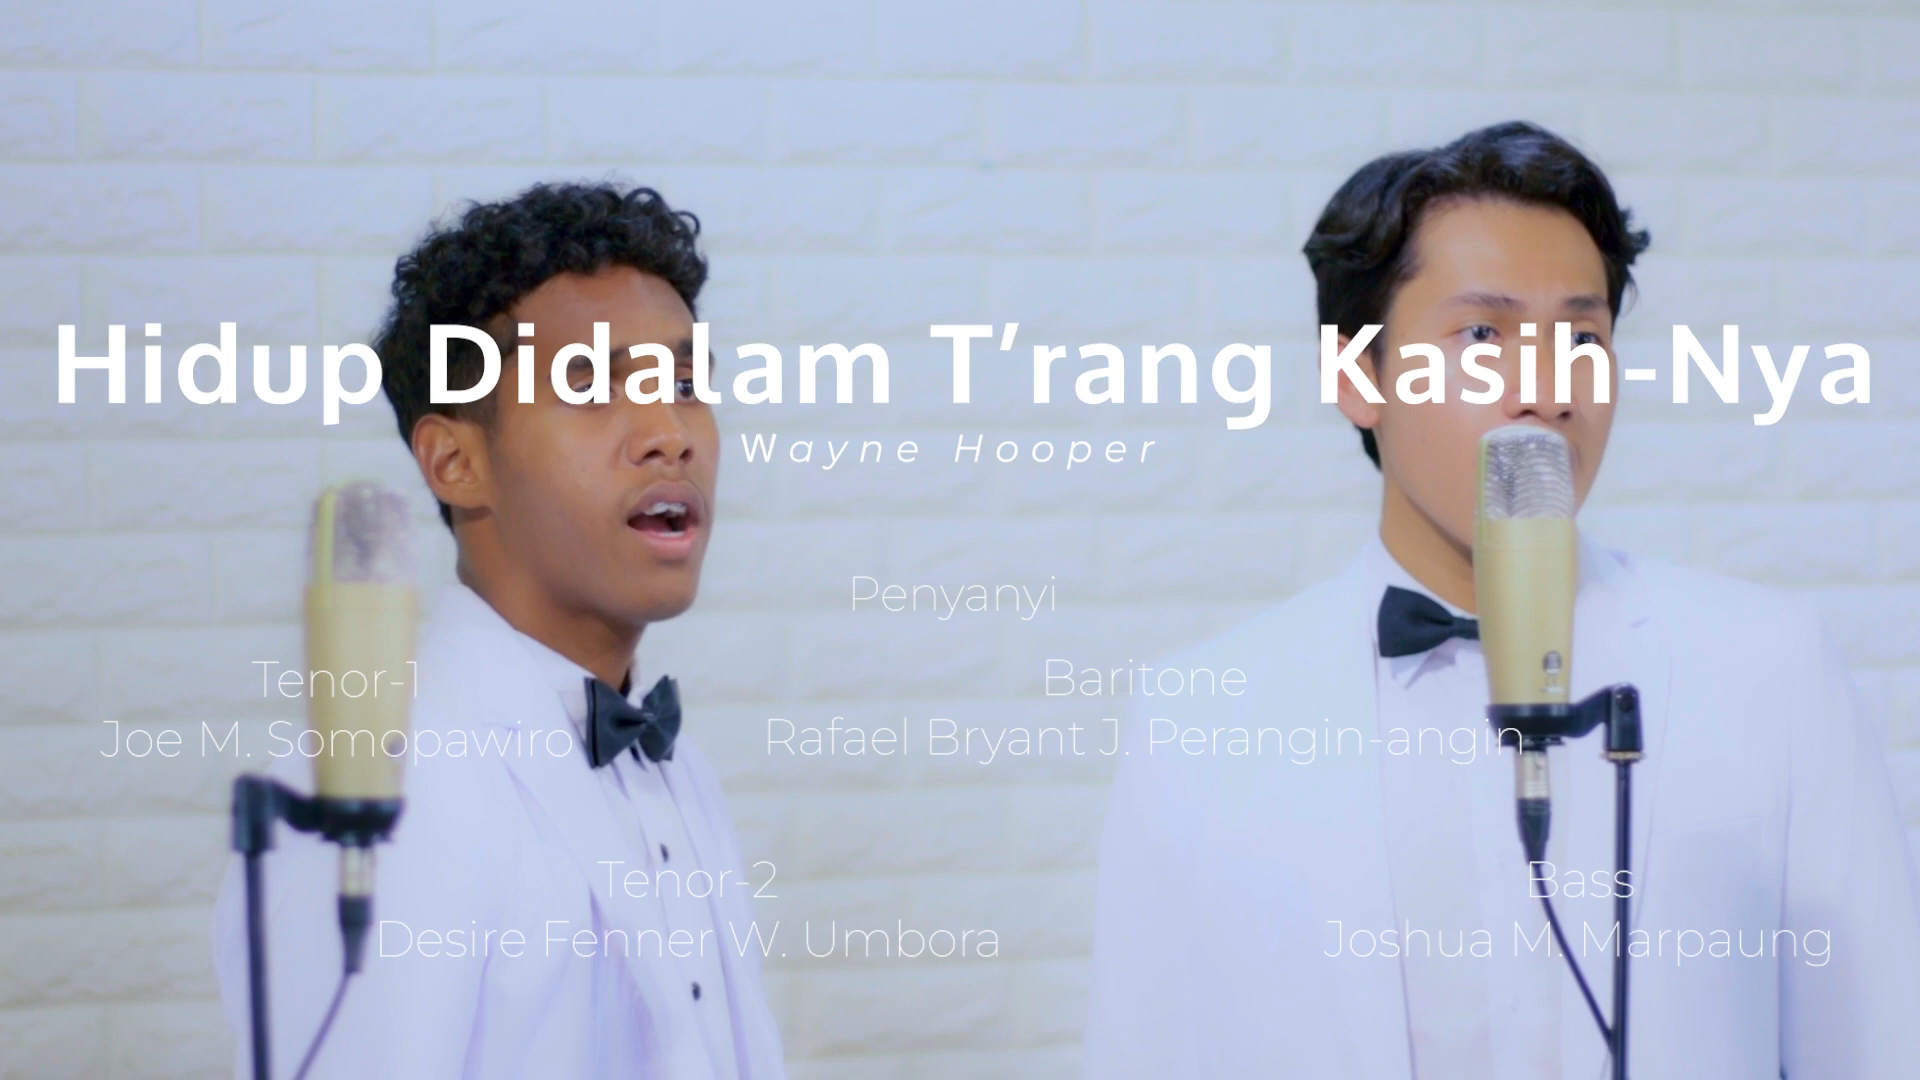 Hidup Didalam T’rang Kasih-Nya
Wayne Hooper
Penyanyi
Tenor-1
Joe M. Somopawiro
Baritone
Rafael Bryant J. Perangin-angin
Tenor-2
Desire Fenner W. Umbora
Bass
Joshua M. Marpaung